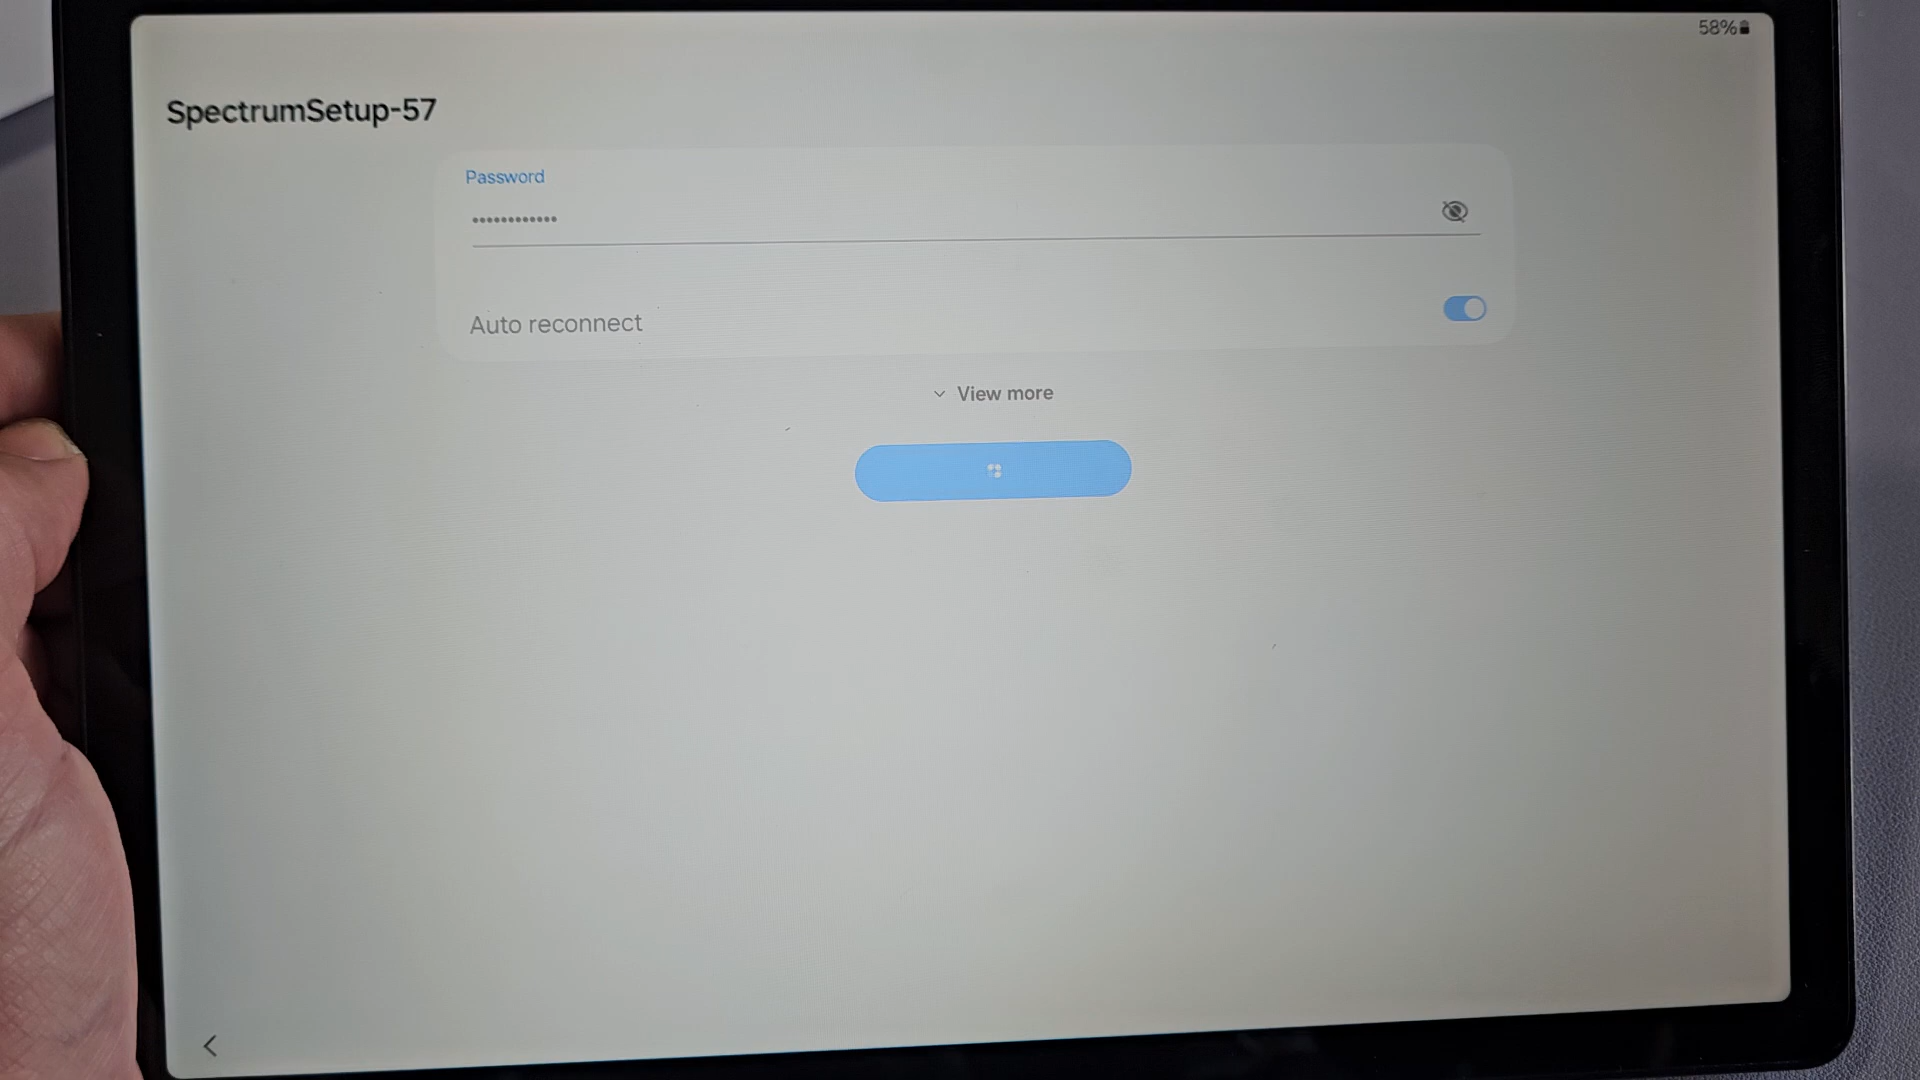 58%
SpectrumSetup-57
Password
••••••••••••
Auto reconnect
View more